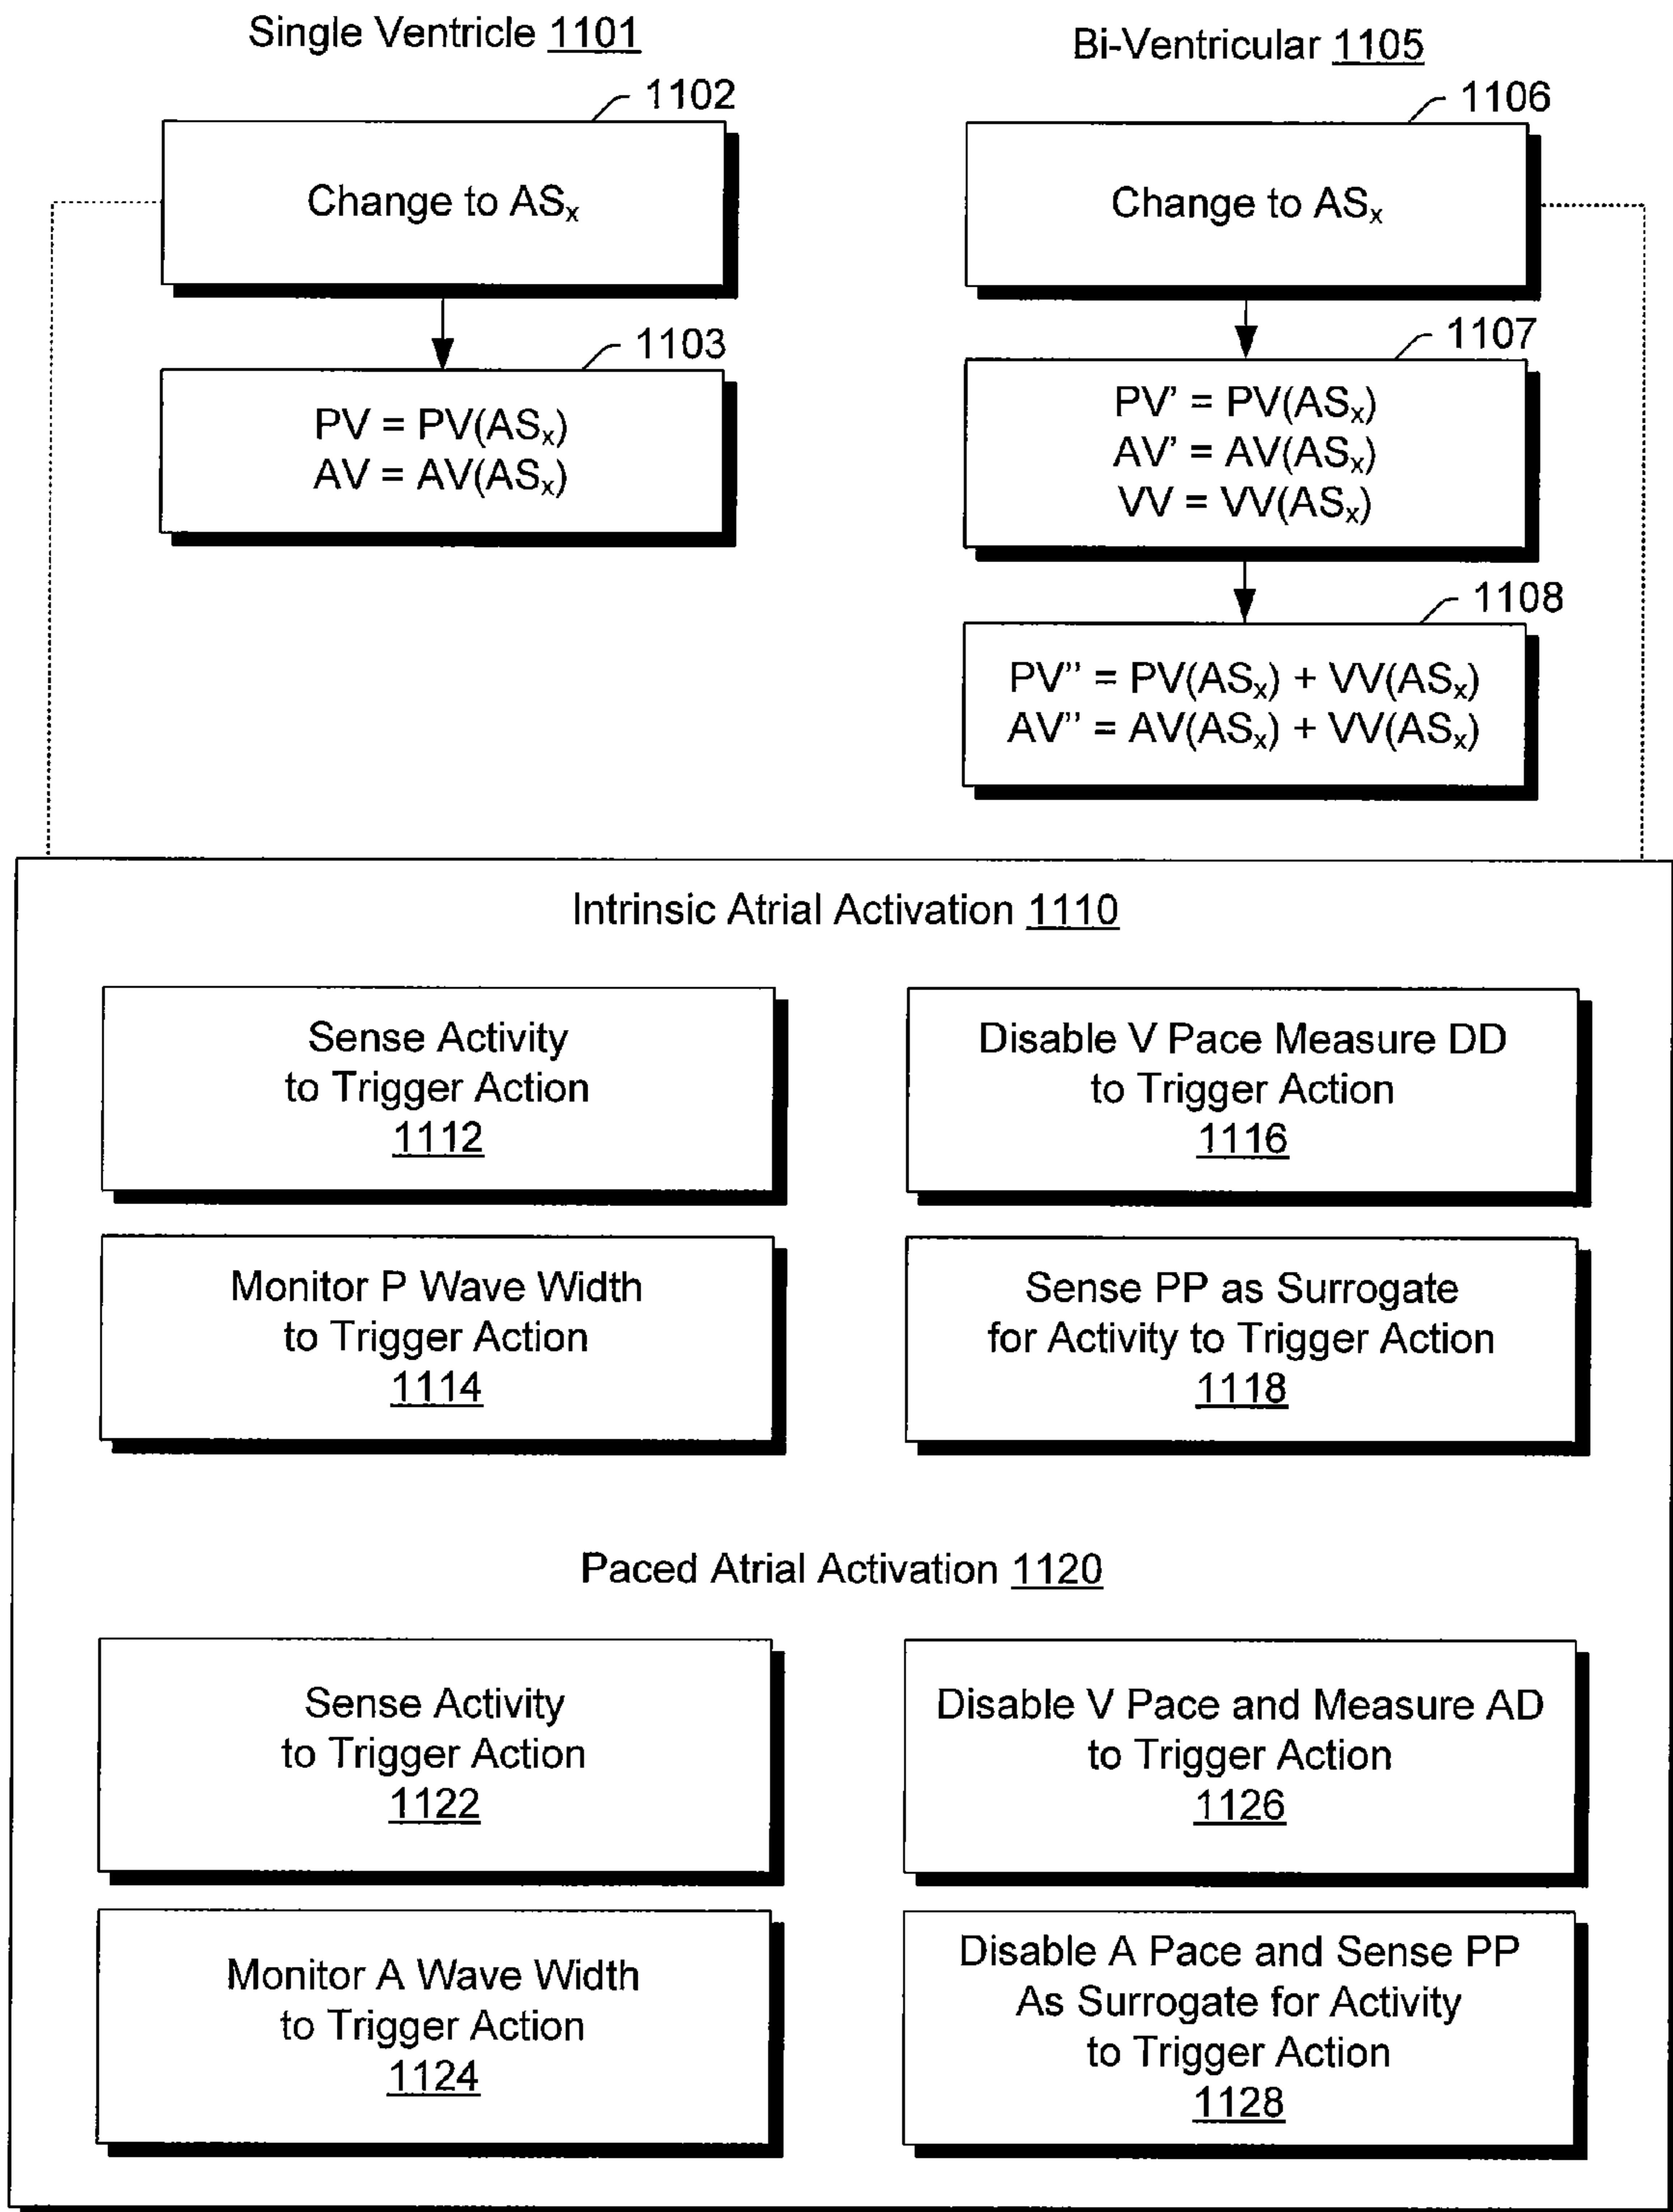 Single Ventricle 1101
1102
Change to ASx
1103
PV = PV(ASx)
AV = AV(ASx)
Bi-Ventricular 1105
1106
Change to ASx
1107
PV' = PV(ASx)
AV' = AV(ASx)
VV = VV(ASx)
1108
PV'' = PV(ASx) + VV(ASx)
AV'' = AV(ASx) + VV(ASx)
Intrinsic Atrial Activation 1110
Sense Activity
to Trigger Action
1112
Disable V Pace Measure DD
to Trigger Action
1116
Monitor P Wave Width
to Trigger Action
1114
Sense PP as Surrogate
for Activity to Trigger Action
1118
Paced Atrial Activation 1120
Sense Activity
to Trigger Action
1122
Disable V Pace and Measure AD
to Trigger Action
1126
Monitor A Wave Width
to Trigger Action
1124
Disable A Pace and Sense PP
As Surrogate for Activity
to Trigger Action
1128